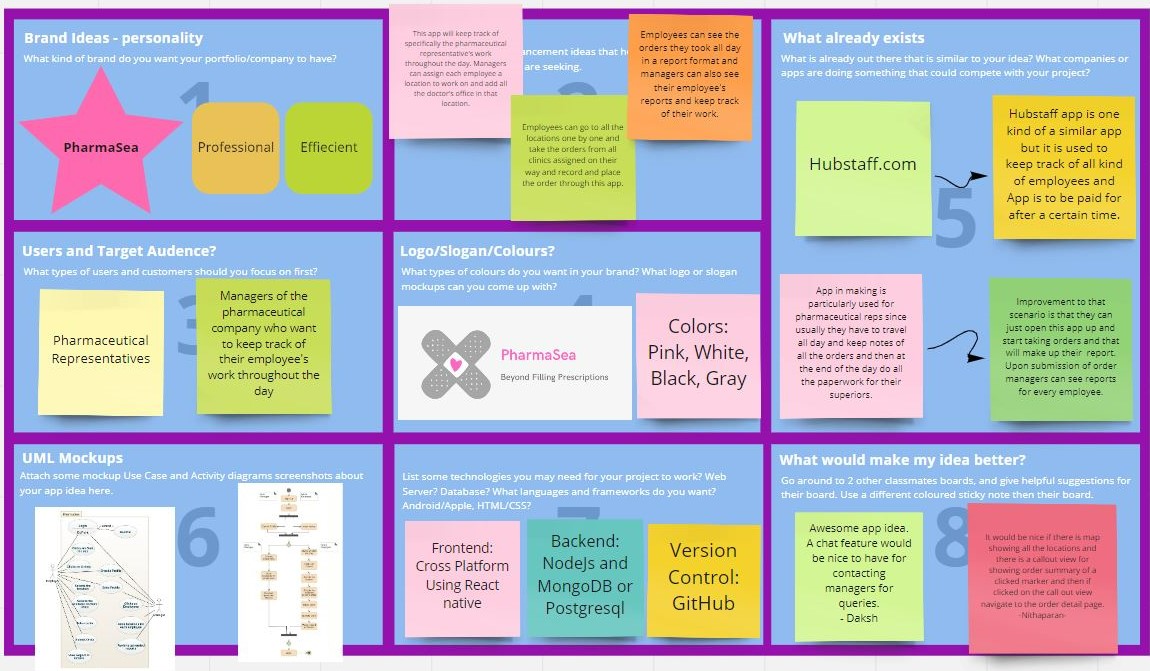 Brand Ideas - personality
What kind of brand do you want your portfolio/company to have?
1
PharmaSea
Professional
Effiecient
This app will keep track of
specifically the pharmaceutical
representative's work
throughout the day. Managers
can assign each employee a
location to work on and add all
the doctor's office in that
location.
ancement ideas that
are seeking.
2
Employees can go to all the
locations one by one and
take the orders from all
clinics assigned on their
way and record and place
the order through this app.
Employees can see the
orders they took all day
in a report format and
managers can also see
their employee's
reports and keep track
of their work.
What already exists
What is already out there that is similar to your idea? What companies or
apps are doing something that could compete with your project?
Hubstaff.com
5
Hubstaff app is one
kind of a similar app
but it is used to
keep track of all kind
of employees and
App is to be paid for
after a certain time.
App in making is
particularly used for
pharmaceutical reps since
usually they have to travel
all day and keep notes of
all the orders and then at
the end of the day do all
the paperwork for their
superiors.
Improvement to that
scenario is that they can
just open this app up and
start taking orders and that
will make up their report.
Upon submission of order
managers can see reports
for every employee.
Users and Target Audence?
What types of users and customers should you focus on first?
3
Pharmaceutical
Representatives
Managers of the
pharmaceutical
company who want
to keep track of
their employee's
work throughout the
day
Logo/Slogan/Colours?
What types of colours do you want in your brand? What logo or slogan
mockups can you come up with?
4
PharmaSea
Beyond Filling Prescriptions
Colors:
Pink, White,
Black, Gray
UML Mockups
Attach some mockup Use Case and Activity diagrams screenshots about
your app idea here.
6
List some technologies you may need for your project to work? Web
Server? Database? What languages and frameworks do you want?
Android/Apple, HTML/CSS?
7
Frontend:
Cross Platform
Using React
native
Backend:
NodeJs and
MongoDB or
Postgresql
Version
Control:
GitHub
What would make my idea better?
Go around to 2 other classmates boards, and give helpful suggestions for
their board. Use a different coloured sticky note then their board.
8
Awesome app idea.
A chat feature would
be nice to have for
contacting
managers for
queries.
- Daksh
It would be nice if there is map
showing all the locations and
there is a callout view for
showing order summary of a
clicked marker and then if
clicked on the call out view
navigate to the order detail page.
-Nithaparan-